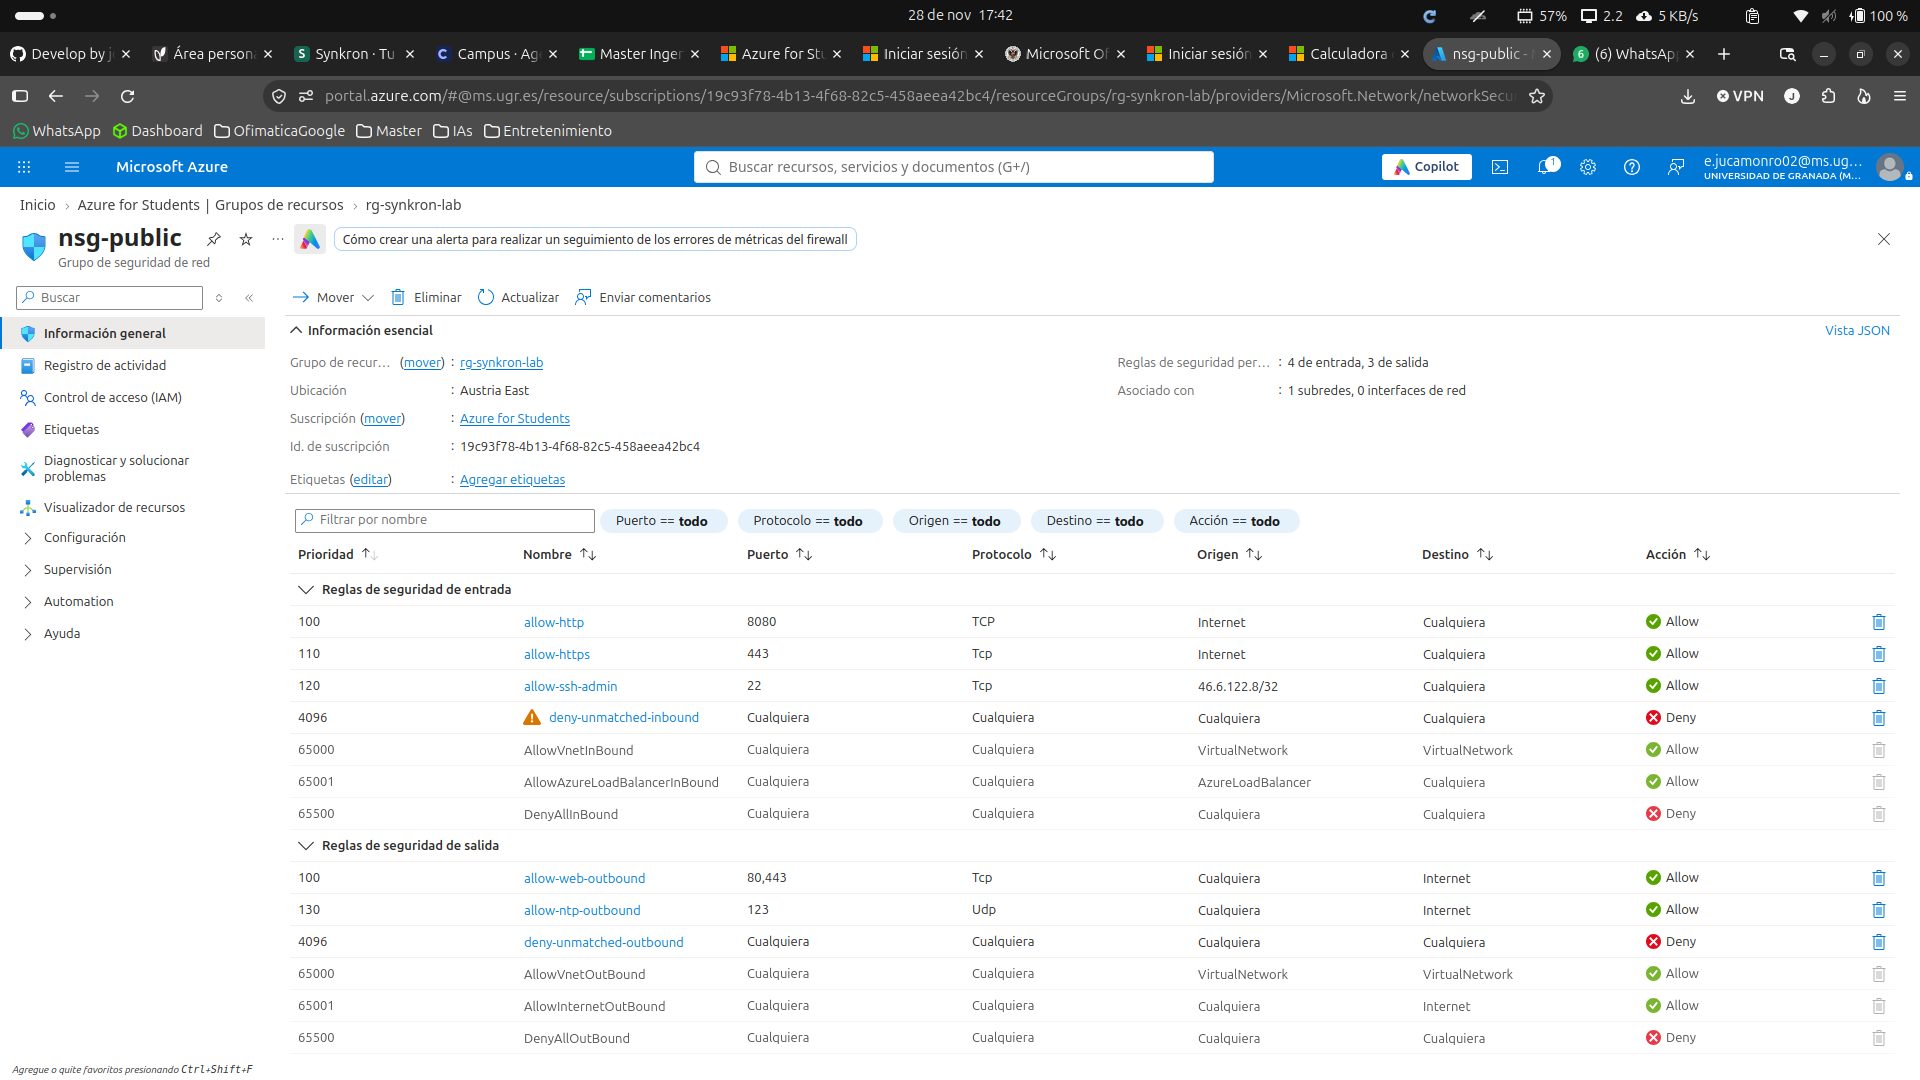 28 de nov 17:42
57% 2.2 5 KB/s 100 %
Develop by j Área persona Synkron · Tu Campus · Age Master Inger Azure for Stu Iniciar sesión Microsoft Of Iniciar sesión Calculadora nsg-public - (6) WhatsApp
portal.azure.com/#@ms.ugr.es/resource/subscriptions/19c93f78-4b13-4f68-82c5-458aeea42bc4/resourceGroups/rg-synkron-lab/providers/Microsoft.Network/networkSecu
VPN
WhatsApp Dashboard OfimaticaGoogle Master IAs Entretenimiento
Microsoft Azure
Buscar recursos, servicios y documentos (G+/)
Copilot
1
e.jucamonro02@ms.ug...
UNIVERSIDAD DE GRANADA (M...
Inicio › Azure for Students | Grupos de recursos › rg-synkron-lab
nsg-public
Grupo de seguridad de red
Cómo crear una alerta para realizar un seguimiento de los errores de métricas del firewall
Buscar
Información general
Registro de actividad
Control de acceso (IAM)
Etiquetas
Diagnosticar y solucionar
problemas
Visualizador de recursos
Configuración
Supervisión
Automation
Ayuda
Agregue o quite favoritos presionando Ctrl+Shift+F
Mover Eliminar Actualizar Enviar comentarios
Información esencial
Vista JSON
Grupo de recur... (mover) : rg-synkron-lab
Ubicación : Austria East
Suscripción (mover) : Azure for Students
Id. de suscripción : 19c93f78-4b13-4f68-82c5-458aeea42bc4
Etiquetas (editar) : Agregar etiquetas
Reglas de seguridad per... : 4 de entrada, 3 de salida
Asociado con : 1 subredes, 0 interfaces de red
Filtrar por nombre Puerto == todo Protocolo == todo Origen == todo Destino == todo Acción == todo
Prioridad Nombre Puerto Protocolo Origen Destino Acción
Reglas de seguridad de entrada
100 allow-http 8080 TCP Internet Cualquiera Allow
110 allow-https 443 Tcp Internet Cualquiera Allow
120 allow-ssh-admin 22 Tcp 46.6.122.8/32 Cualquiera Allow
4096 deny-unmatched-inbound Cualquiera Cualquiera Cualquiera Cualquiera Deny
65000 AllowVnetInBound Cualquiera Cualquiera VirtualNetwork VirtualNetwork Allow
65001 AllowAzureLoadBalancerInBound Cualquiera Cualquiera AzureLoadBalancer Cualquiera Allow
65500 DenyAllInBound Cualquiera Cualquiera Cualquiera Cualquiera Deny
Reglas de seguridad de salida
100 allow-web-outbound 80,443 Tcp Cualquiera Internet Allow
130 allow-ntp-outbound 123 Udp Cualquiera Internet Allow
4096 deny-unmatched-outbound Cualquiera Cualquiera Cualquiera Cualquiera Deny
65000 AllowVnetOutBound Cualquiera Cualquiera VirtualNetwork VirtualNetwork Allow
65001 AllowInternetOutBound Cualquiera Cualquiera Cualquiera Internet Allow
65500 DenyAllOutBound Cualquiera Cualquiera Cualquiera Cualquiera Deny